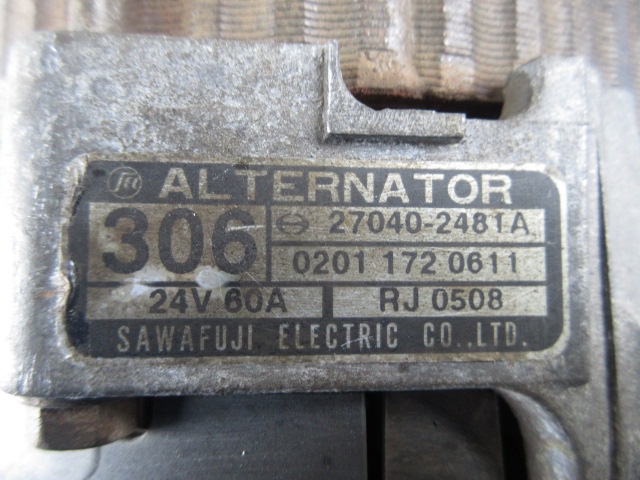 ALTERNATOR
306
27040-2481A
0201 172 0611
24V 60A
RJ 0508
SAWAFUJI ELECTRIC CO.,LTD.